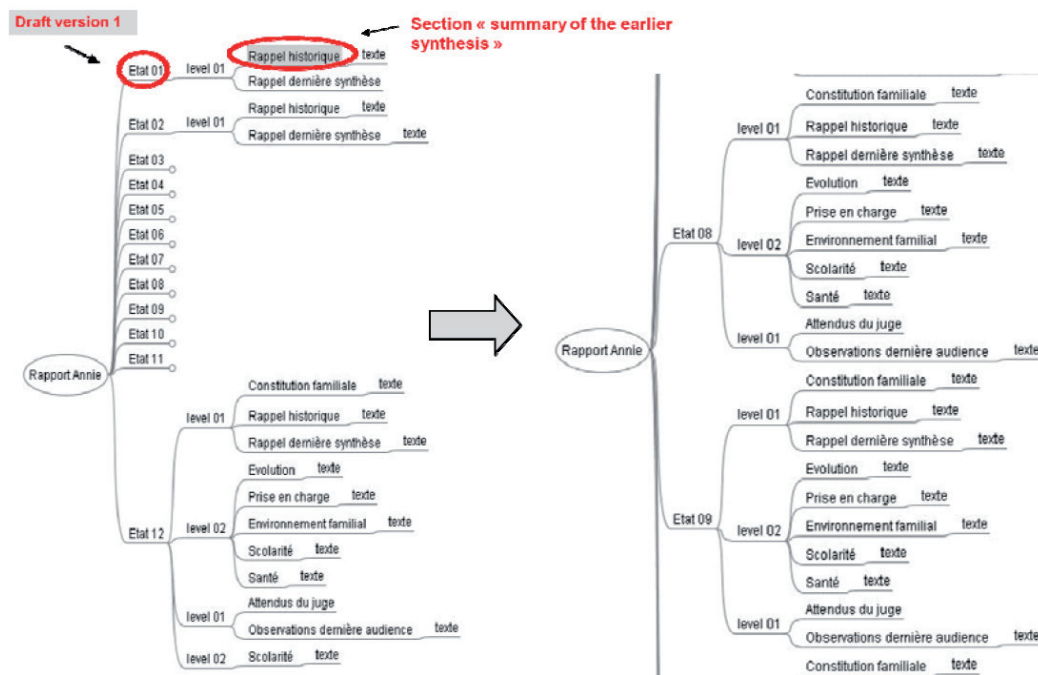 Draft version 1
Section « summary of the earlier
synthesis »
Rapport Annie
Etat 01
level 01
Rappel historique
texte
Rappel dernière synthèse
Etat 02
level 01
Rappel historique
texte
Rappel dernière synthèse
texte
Etat 03
Etat 04
Etat 05
Etat 06
Etat 07
Etat 08
Etat 09
Etat 10
Etat 11
Etat 12
level 01
Constitution familiale
texte
Rappel historique
texte
Rappel dernière synthèse
texte
level 02
Evolution
texte
Prise en charge
texte
Environnement familial
texte
Scolarité
texte
Santé
texte
level 01
Attendus du juge
Observations dernière audience
texte
level 02
Scolarité
texte
Rapport Annie
Etat 08
level 01
Constitution familiale
texte
Rappel historique
texte
Rappel dernière synthèse
texte
level 02
Evolution
texte
Prise en charge
texte
Environnement familial
texte
Scolarité
texte
Santé
texte
level 01
Attendus du juge
Observations dernière audience
texte
Etat 09
level 01
Constitution familiale
texte
Rappel historique
texte
Rappel dernière synthèse
texte
level 02
Evolution
texte
Prise en charge
texte
Environnement familial
texte
Scolarité
texte
Santé
texte
level 01
Attendus du juge
Observations dernière audience
texte
Constitution familiale
texte